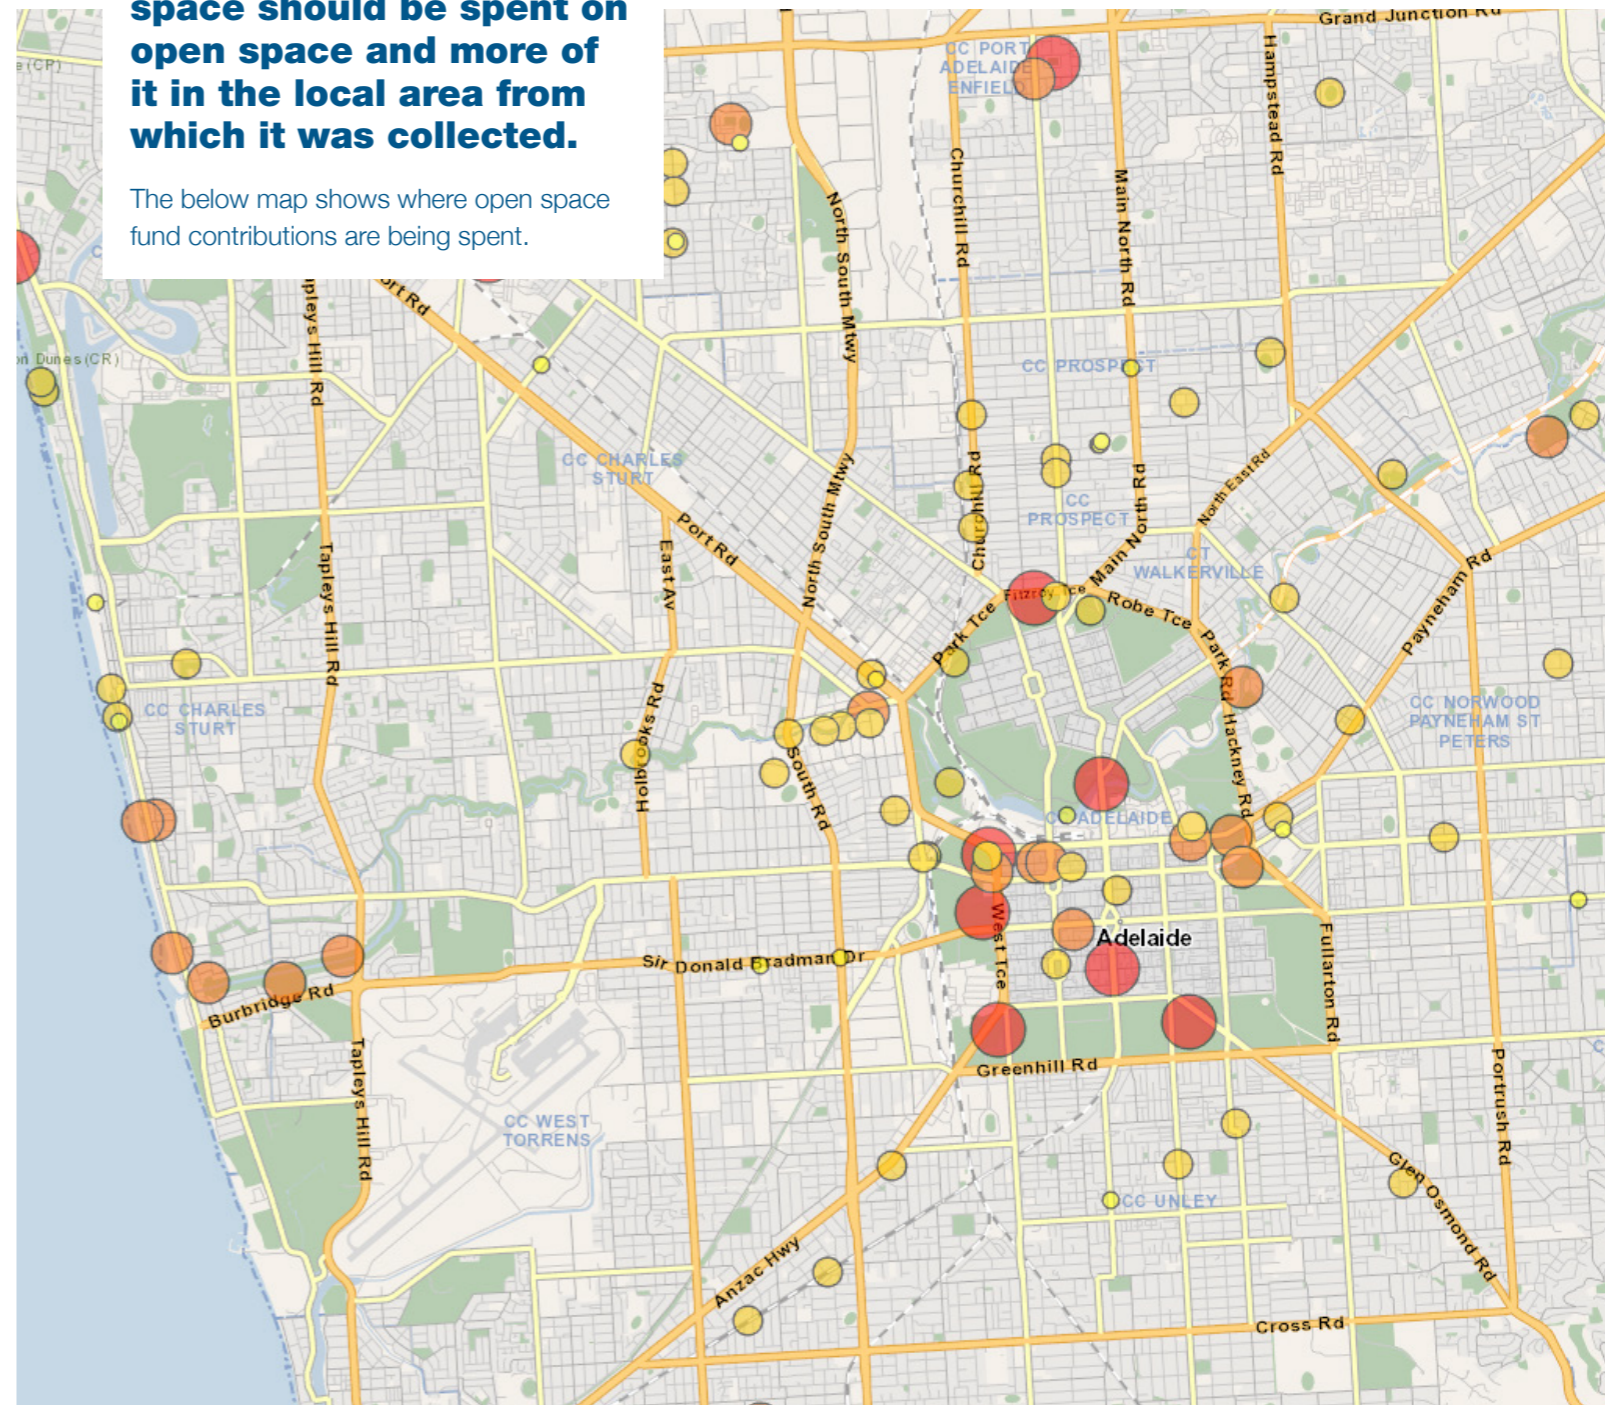 space should be spent on
open space and more of
it in the local area from
which it was collected.
The below map shows where open space
fund contributions are being spent.
Grand Junction Rd
CC PORT
ADELAIDE
ENFIELD
Hampstead Rd
Churchill Rd
Main North Rd
North South Mtwy
Tapleys Hill Rd
Port Rd
Dunes (CR)
CC PROSPECT
CC CHARLES
STURT
North South Mtwy
Churchill Rd
Main North Rd
North East Rd
CC
PROSPECT
Port Rd
East Av
Tapleys Hill Rd
CT
WALKERVILLE
Fitzroy Tce
Robe Tce
Park Tce
Park Rd
Payneham Rd
CC CHARLES
STURT
Holbrooks Rd
South Rd
Hackney Rd
CC NORWOOD
PAYNEHAM ST
PETERS
CC ADELAIDE
West Tce
Adelaide
Sir Donald Bradman Dr
Fullarton Rd
Burbridge Rd
Greenhill Rd
Tapleys Hill Rd
Portrush Rd
CC WEST
TORRENS
CC UNLEY
Glen Osmond Rd
Anzac Hwy
Cross Rd